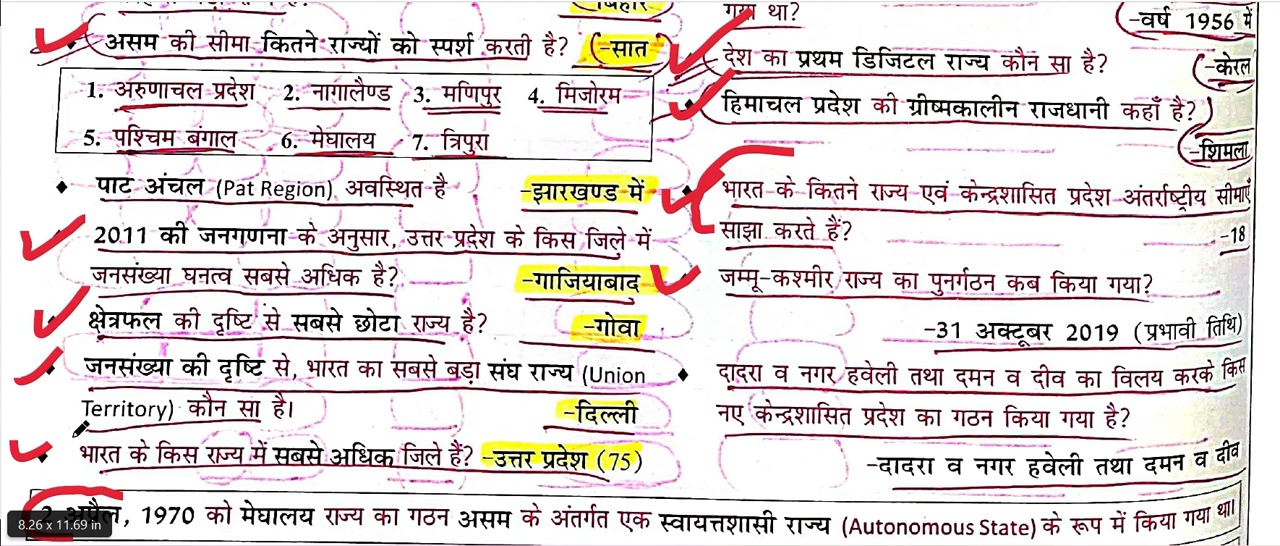 –बिहार
असम की सीमा कितने राज्यों को स्पर्श करती है? –सात
1. अरुणाचल प्रदेश 2. नागालैण्ड 3. मणिपुर 4. मिजोरम
5. पश्चिम बंगाल 6. मेघालय 7. त्रिपुरा
♦ पाट अंचल (Pat Region) अवस्थित है –झारखण्ड में
2011 की जनगणना के अनुसार, उत्तर प्रदेश के किस जिले में
जनसंख्या घनत्व सबसे अधिक है? –गाजियाबाद
क्षेत्रफल की दृष्टि से सबसे छोटा राज्य है? –गोवा
जनसंख्या की दृष्टि से, भारत का सबसे बड़ा संघ राज्य (Union
Territory) कौन सा है। –दिल्ली
भारत के किस राज्य में सबसे अधिक जिले हैं? –उत्तर प्रदेश (75)
गया था?
–वर्ष 1956 में
देश का प्रथम डिजिटल राज्य कौन सा है? –केरल
हिमाचल प्रदेश की ग्रीष्मकालीन राजधानी कहाँ है?
–शिमला
भारत के कितने राज्य एवं केन्द्रशासित प्रदेश अंतर्राष्ट्रीय सीमाएँ
साझा करते हैं? –18
जम्मू–कश्मीर राज्य का पुनर्गठन कब किया गया?
–31 अक्टूबर 2019 (प्रभावी तिथि)
♦ दादरा व नगर हवेली तथा दमन व दीव का विलय करके किस
नए केन्द्रशासित प्रदेश का गठन किया गया है?
–दादरा व नगर हवेली तथा दमन व दीव
2 अप्रैल, 1970 को मेघालय राज्य का गठन असम के अंतर्गत एक स्वायत्तशासी राज्य (Autonomous State) के रूप में किया गया था।
8.26 x 11.69 in